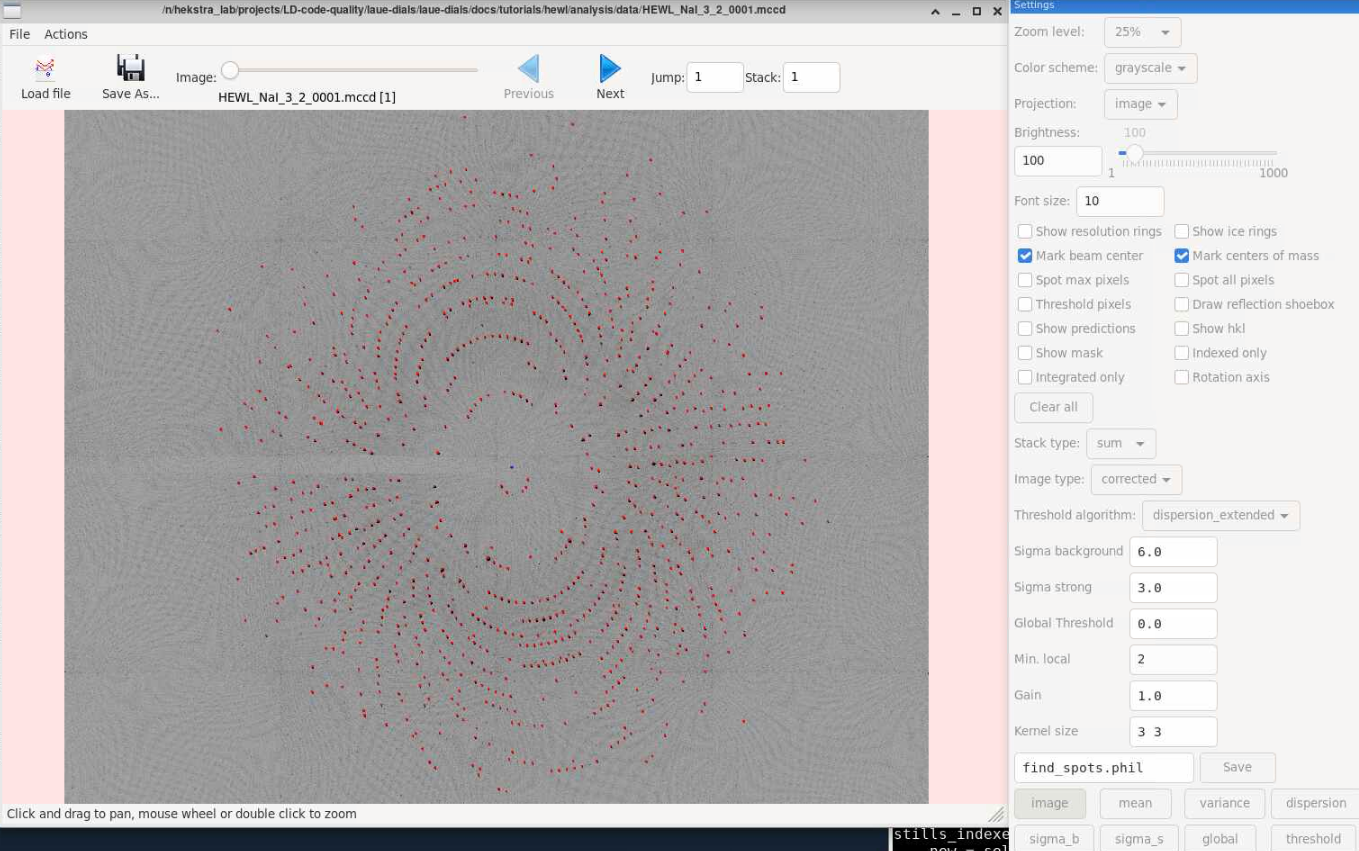 /n/hekstra_lab/projects/LD-code-quality/laue-dials/laue-dials/docs/tutorials/hewl/analysis/data/HEWL_NaI_3_2_0001.mccd
File Actions
Load file
Save As...
Image:
HEWL_NaI_3_2_0001.mccd [1]
Previous
Next
Jump: 1 Stack: 1
Click and drag to pan, mouse wheel or double click to zoom
stills_indexe
Settings
Zoom level: 25%
Color scheme: grayscale
Projection: image
Brightness: 100
100
1 1000
Font size: 10
Show resolution rings Show ice rings
Mark beam center Mark centers of mass
Spot max pixels Spot all pixels
Threshold pixels Draw reflection shoebox
Show predictions Show hkl
Show mask Indexed only
Integrated only Rotation axis
Clear all
Stack type: sum
Image type: corrected
Threshold algorithm: dispersion_extended
Sigma background 6.0
Sigma strong 3.0
Global Threshold 0.0
Min. local 2
Gain 1.0
Kernel size 3 3
find_spots.phil Save
image mean variance dispersion
sigma_b sigma_s global threshold